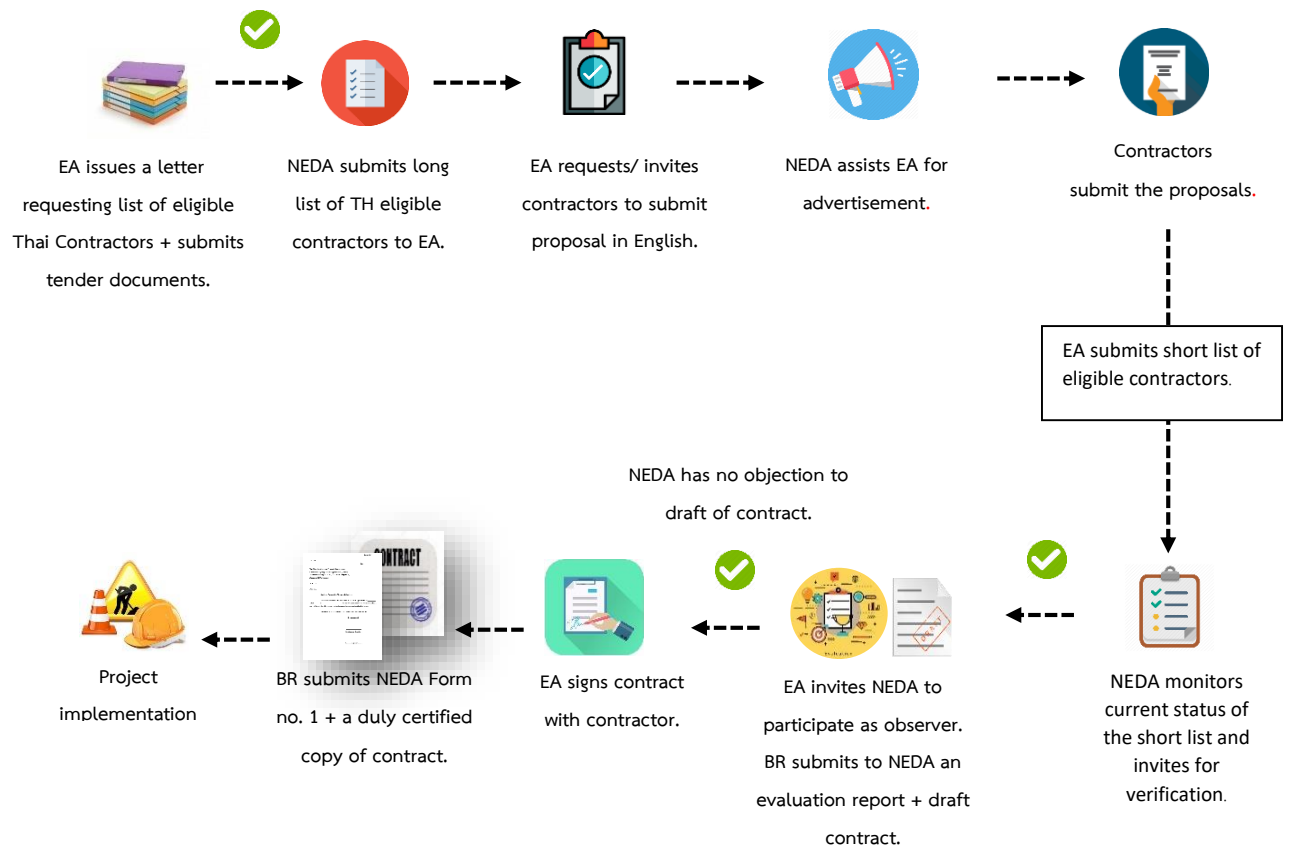 EA issues a letter
requesting list of eligible
Thai Contractors + submits
tender documents.
NEDA submits long
list of TH eligible
contractors to EA.
EA requests/ invites
contractors to submit
proposal in English.
NEDA assists EA for
advertisement.
Contractors
submit the proposals.
EA submits short list of
eligible contractors.
NEDA monitors
current status of
the short list and
invites for
verification.
EA invites NEDA to
participate as observer.
BR submits to NEDA an
evaluation report + draft
contract.
NEDA has no objection to
draft of contract.
EA signs contract
with contractor.
CONTRACT
BR submits NEDA Form
no. 1 + a duly certified
copy of contract.
Project
implementation